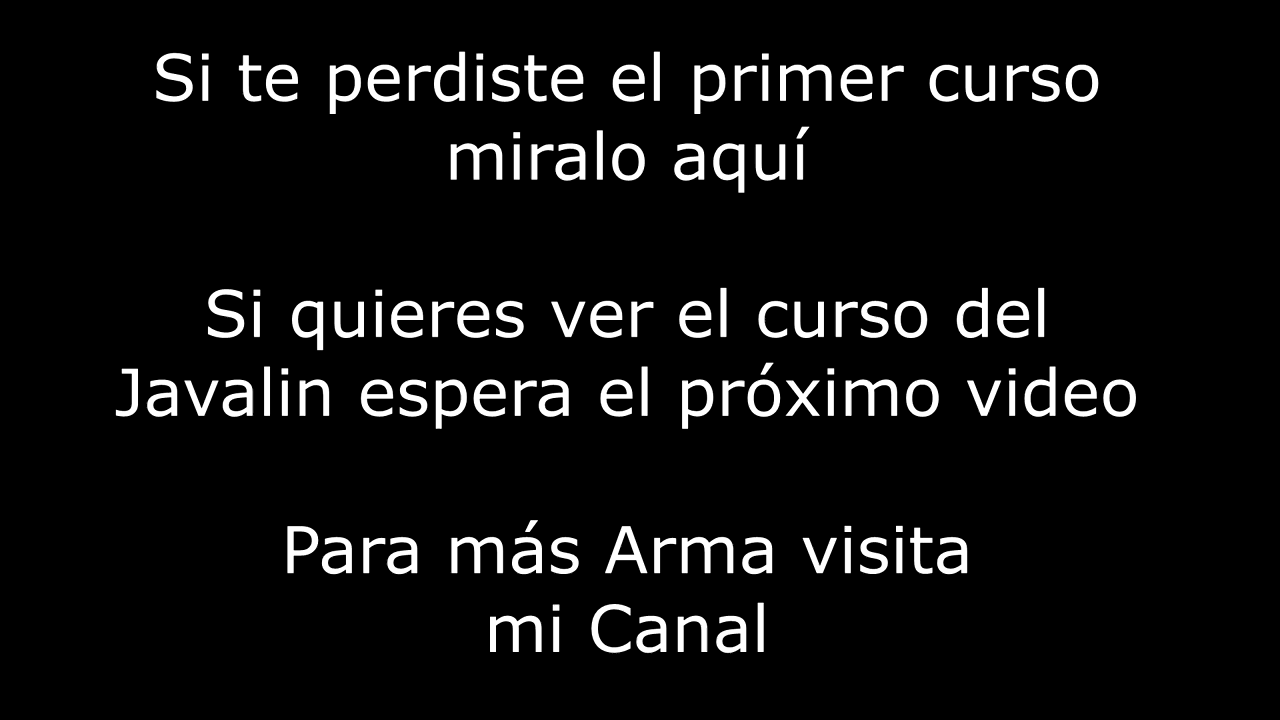 Si te perdiste el primer curso
miralo aquí
Si quieres ver el curso del
Javalin espera el próximo video
Para más Arma visita
mi Canal